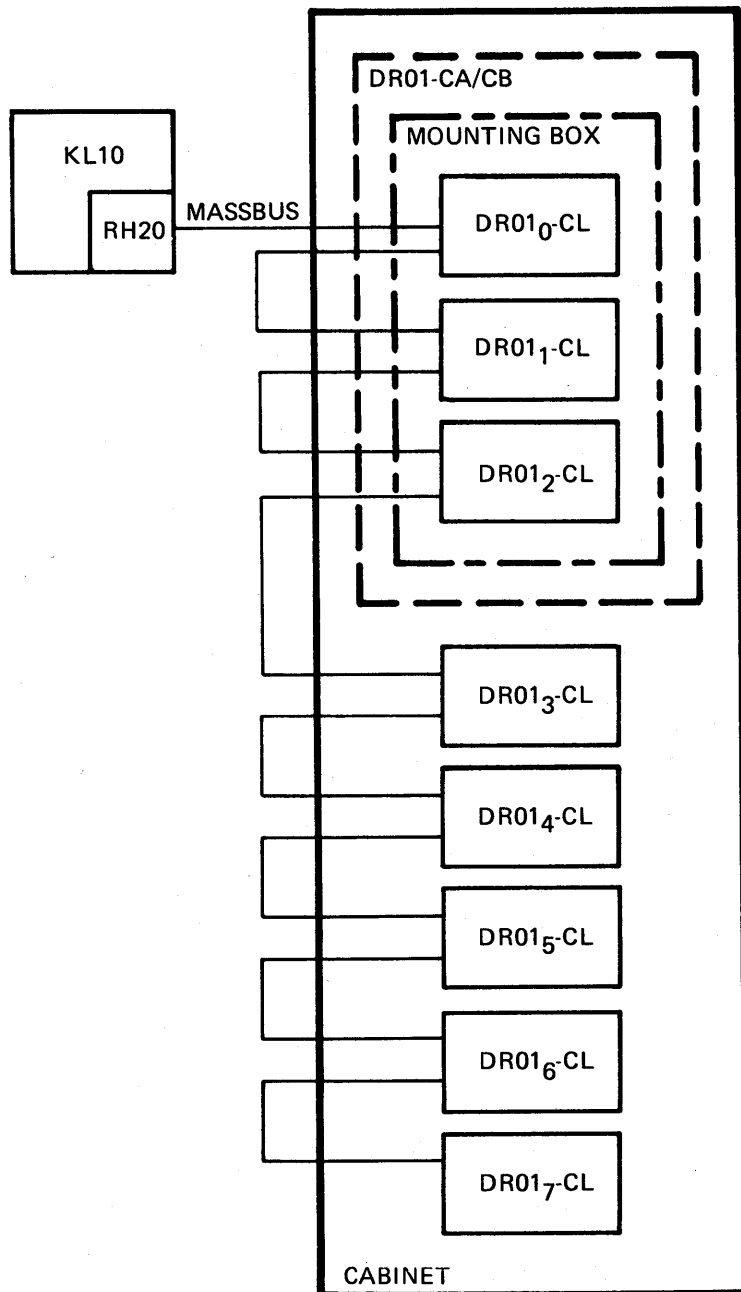 DR01-CA/CB
MOUNTING BOX
KL10
RH20
MASSBUS
DR01₀-CL
DR01₁-CL
DR01₂-CL
DR01₃-CL
DR01₄-CL
DR01₅-CL
DR01₆-CL
DR01₇-CL
CABINET